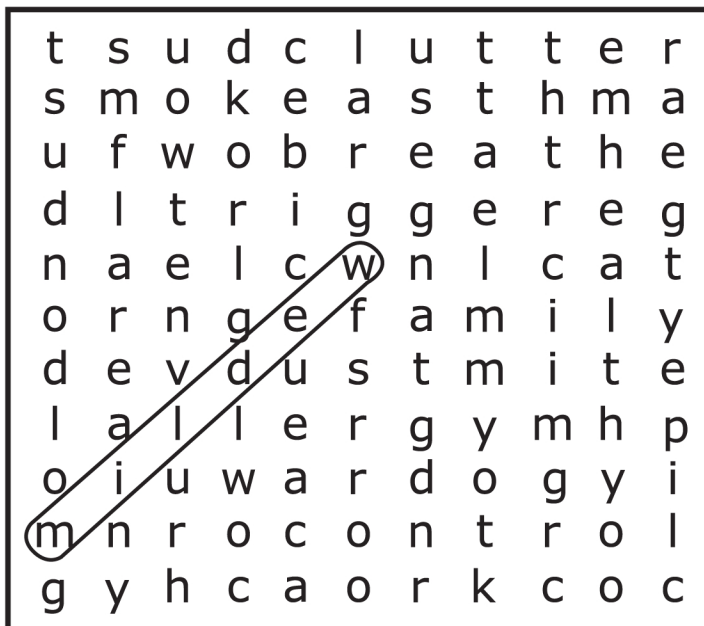 t s u d c l u t t e r
s m o k e a s t h m a
u f w o b r e a t h e
d l t r i g g e r e g
n a e l c w n l c a t
o r n g e f a m i l y
d e v d u s t m i t e
l a l l e r g y m h p
o i u w a r d o g y i
m n r o c o n t r o l
g y h c a o r k c o c